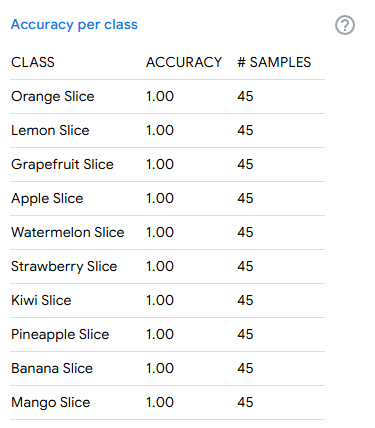 Accuracy per class
CLASS ACCURACY # SAMPLES
Orange Slice 1.00 45
Lemon Slice 1.00 45
Grapefruit Slice 1.00 45
Apple Slice 1.00 45
Watermelon Slice 1.00 45
Strawberry Slice 1.00 45
Kiwi Slice 1.00 45
Pineapple Slice 1.00 45
Banana Slice 1.00 45
Mango Slice 1.00 45